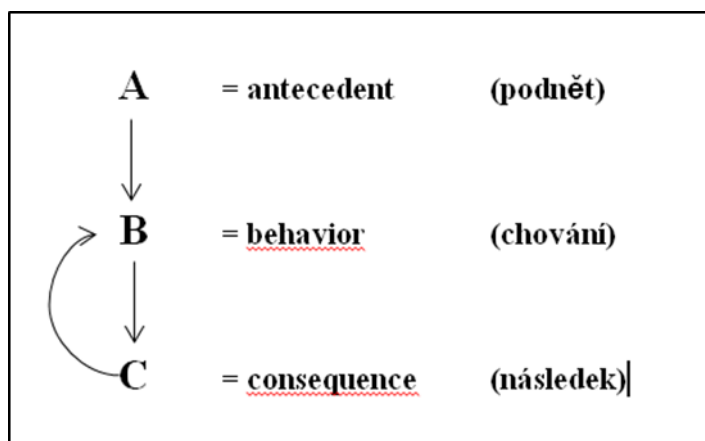 A = antecedent (podnět)
B = behavior (chování)
C = consequence (následek)